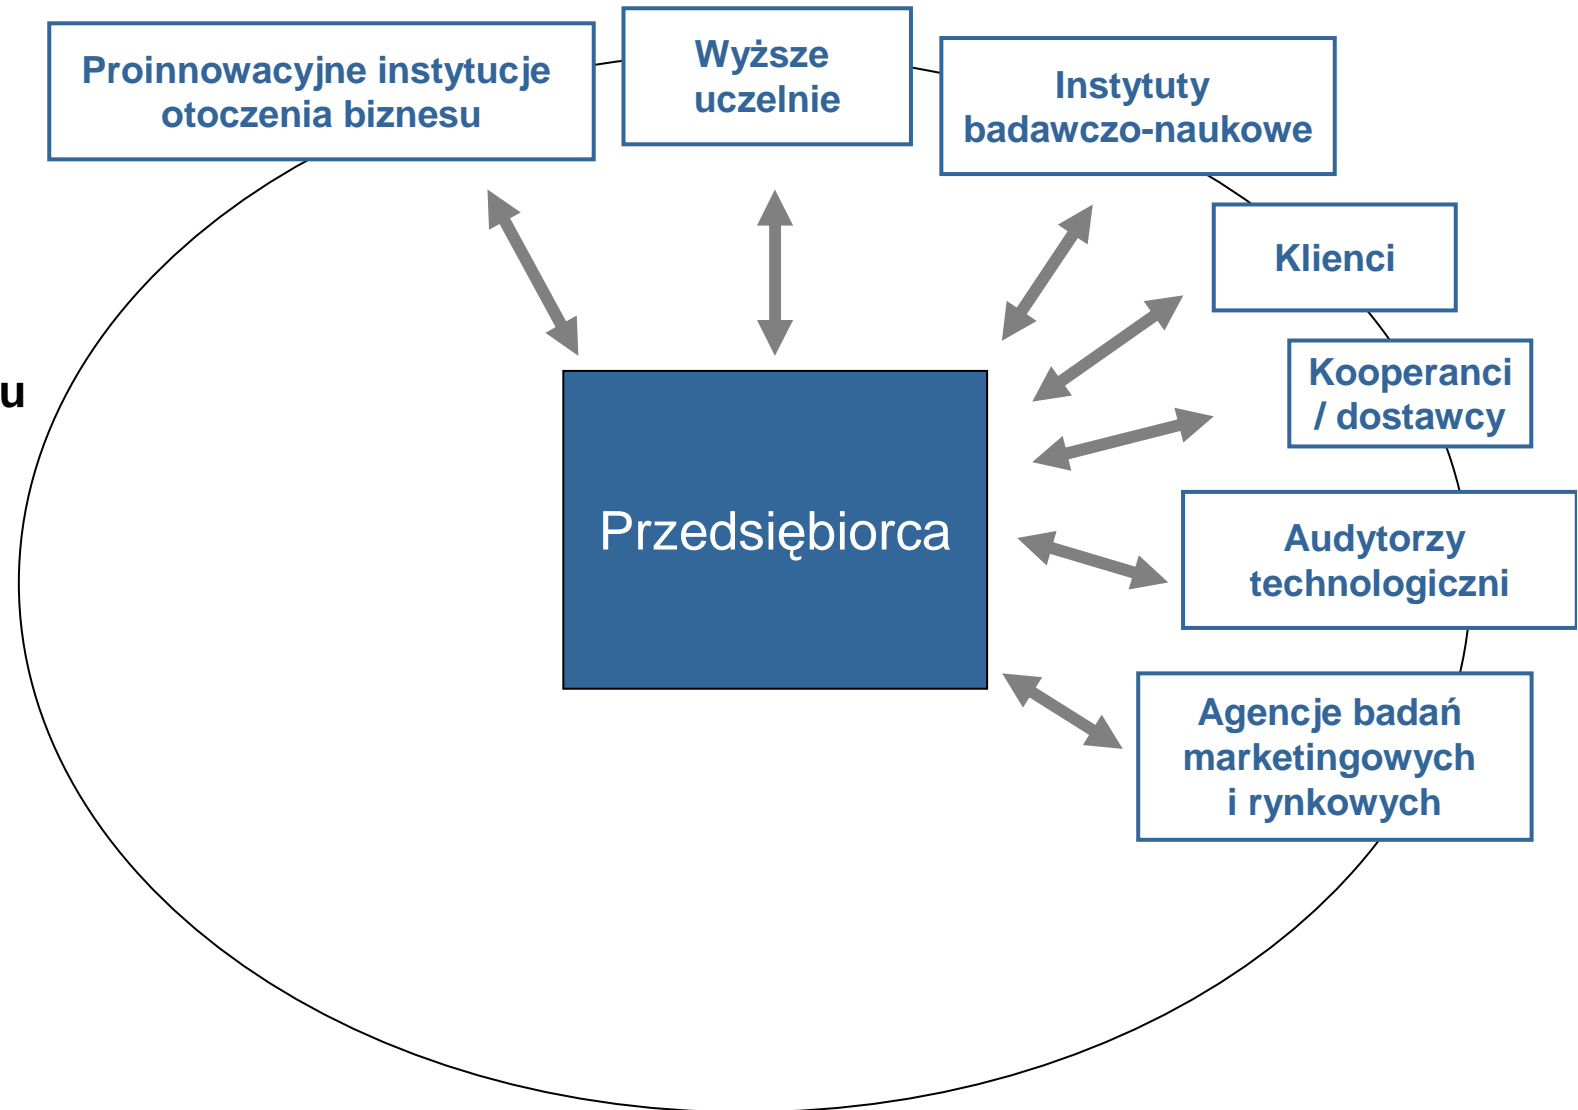 Proinnowacyjne instytucje
otoczenia biznesu
Wyższe
uczelnie
Instytuty
badawczo-naukowe
Klienci
Kooperanci
/ dostawcy
u
Przedsiębiorca
Audytorzy
technologiczni
Agencje badań
marketingowych
i rynkowych